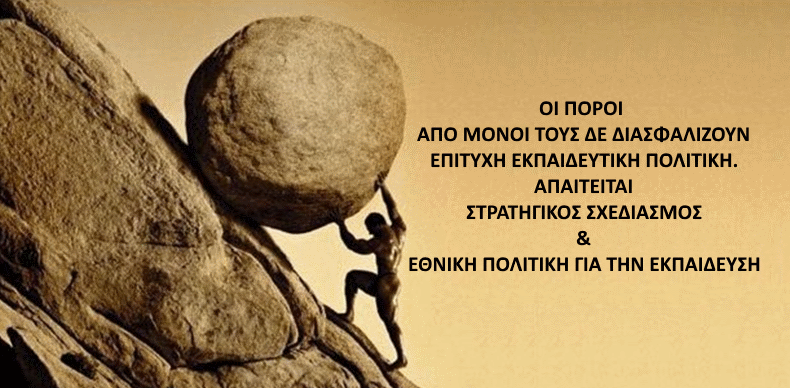 ΟΙ ΠΟΡΟΙ
ΑΠΟ ΜΟΝΟΙ ΤΟΥΣ ΔΕ ΔΙΑΣΦΑΛΙΖΟΥΝ
ΕΠΙΤΥΧΗ ΕΚΠΑΙΔΕΥΤΙΚΗ ΠΟΛΙΤΙΚΗ.
ΑΠΑΙΤΕΙΤΑΙ
ΣΤΡΑΤΗΓΙΚΟΣ ΣΧΕΔΙΑΣΜΟΣ
&
ΕΘΝΙΚΗ ΠΟΛΙΤΙΚΗ ΓΙΑ ΤΗΝ ΕΚΠΑΙΔΕΥΣΗ